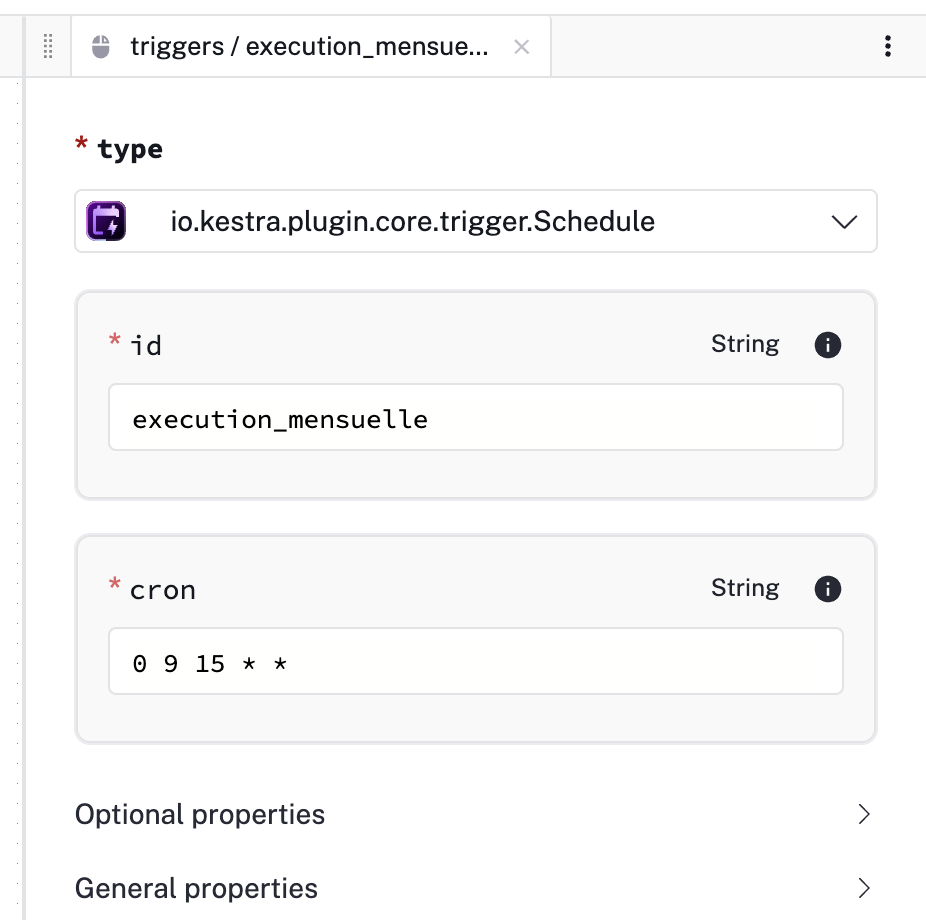 triggers / execution_mensue...
* type
io.kestra.plugin.core.trigger.Schedule
* id String
execution_mensuelle
* cron String
0 9 15 * *
Optional properties
General properties